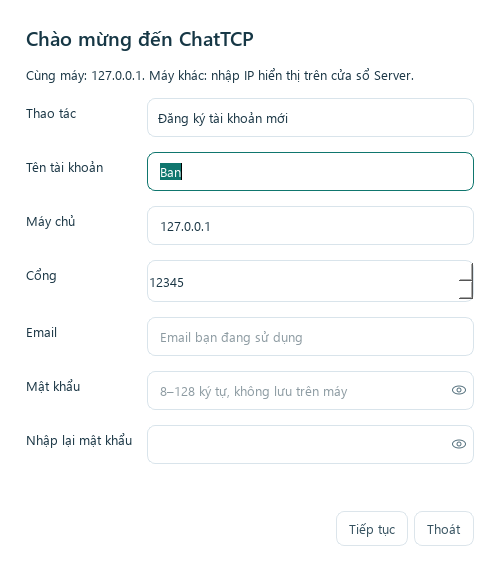 Chào mừng đến ChatTCP
Cùng máy: 127.0.0.1. Máy khác: nhập IP hiển thị trên cửa sổ Server.
Thao tác
Đăng ký tài khoản mới
Tên tài khoản
Ban
Máy chủ
127.0.0.1
Cổng
12345
Email
Email bạn đang sử dụng
Mật khẩu
8–128 ký tự, không lưu trên máy
Nhập lại mật khẩu
Tiếp tục
Thoát